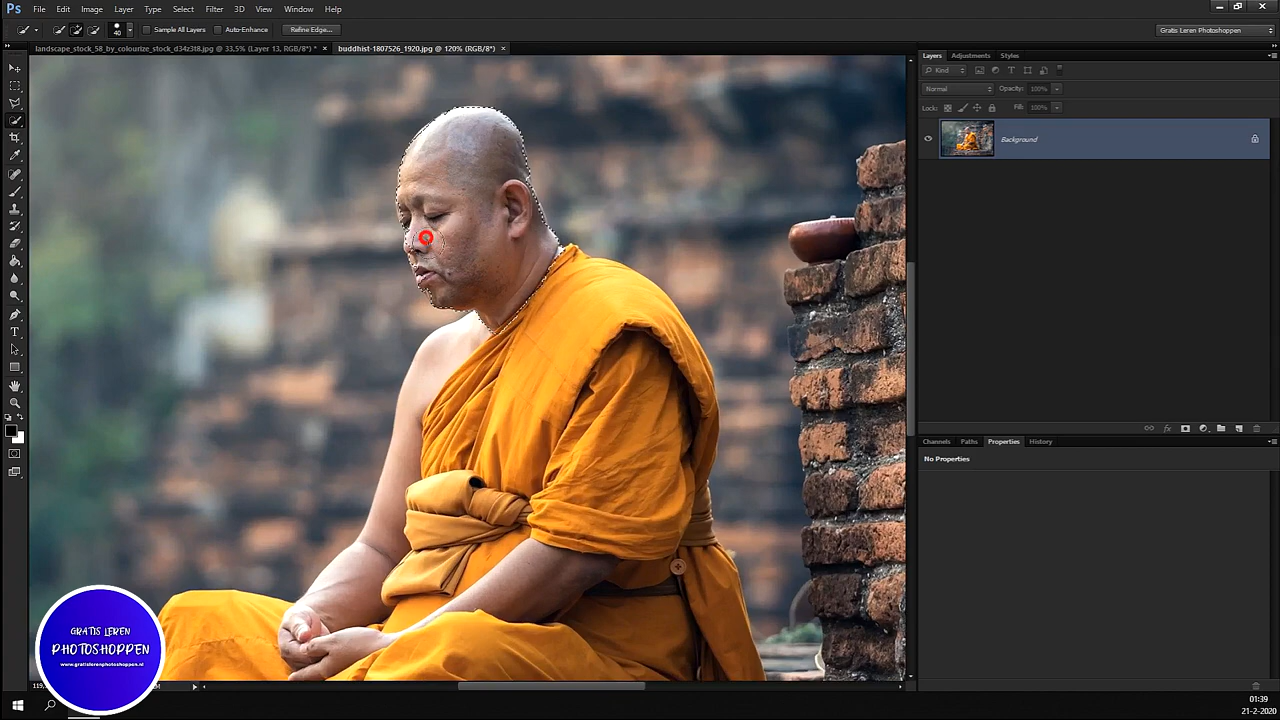 Ps File Edit Image Layer Type Select Filter 3D View Window Help
40 Sample All Layers Auto-Enhance Refine Edge... Gratis Leren Photoshoppen
landscape_stock_58_by_colourize_stock_d34z3t8.jpg @ 33,5% (Layer 13, RGB/8*) * × buddhist-1807526_1920.jpg @ 120% (RGB/8*) ×
Layers Adjustments Styles
Kind
Normal Opacity: 100%
Lock: Fill: 100%
Background
Channels Paths Properties History
No Properties
GRATIS LEREN
PHOTOSHOPPEN
www.gratislerenphotoshoppen.nl
01:39
21-2-2020